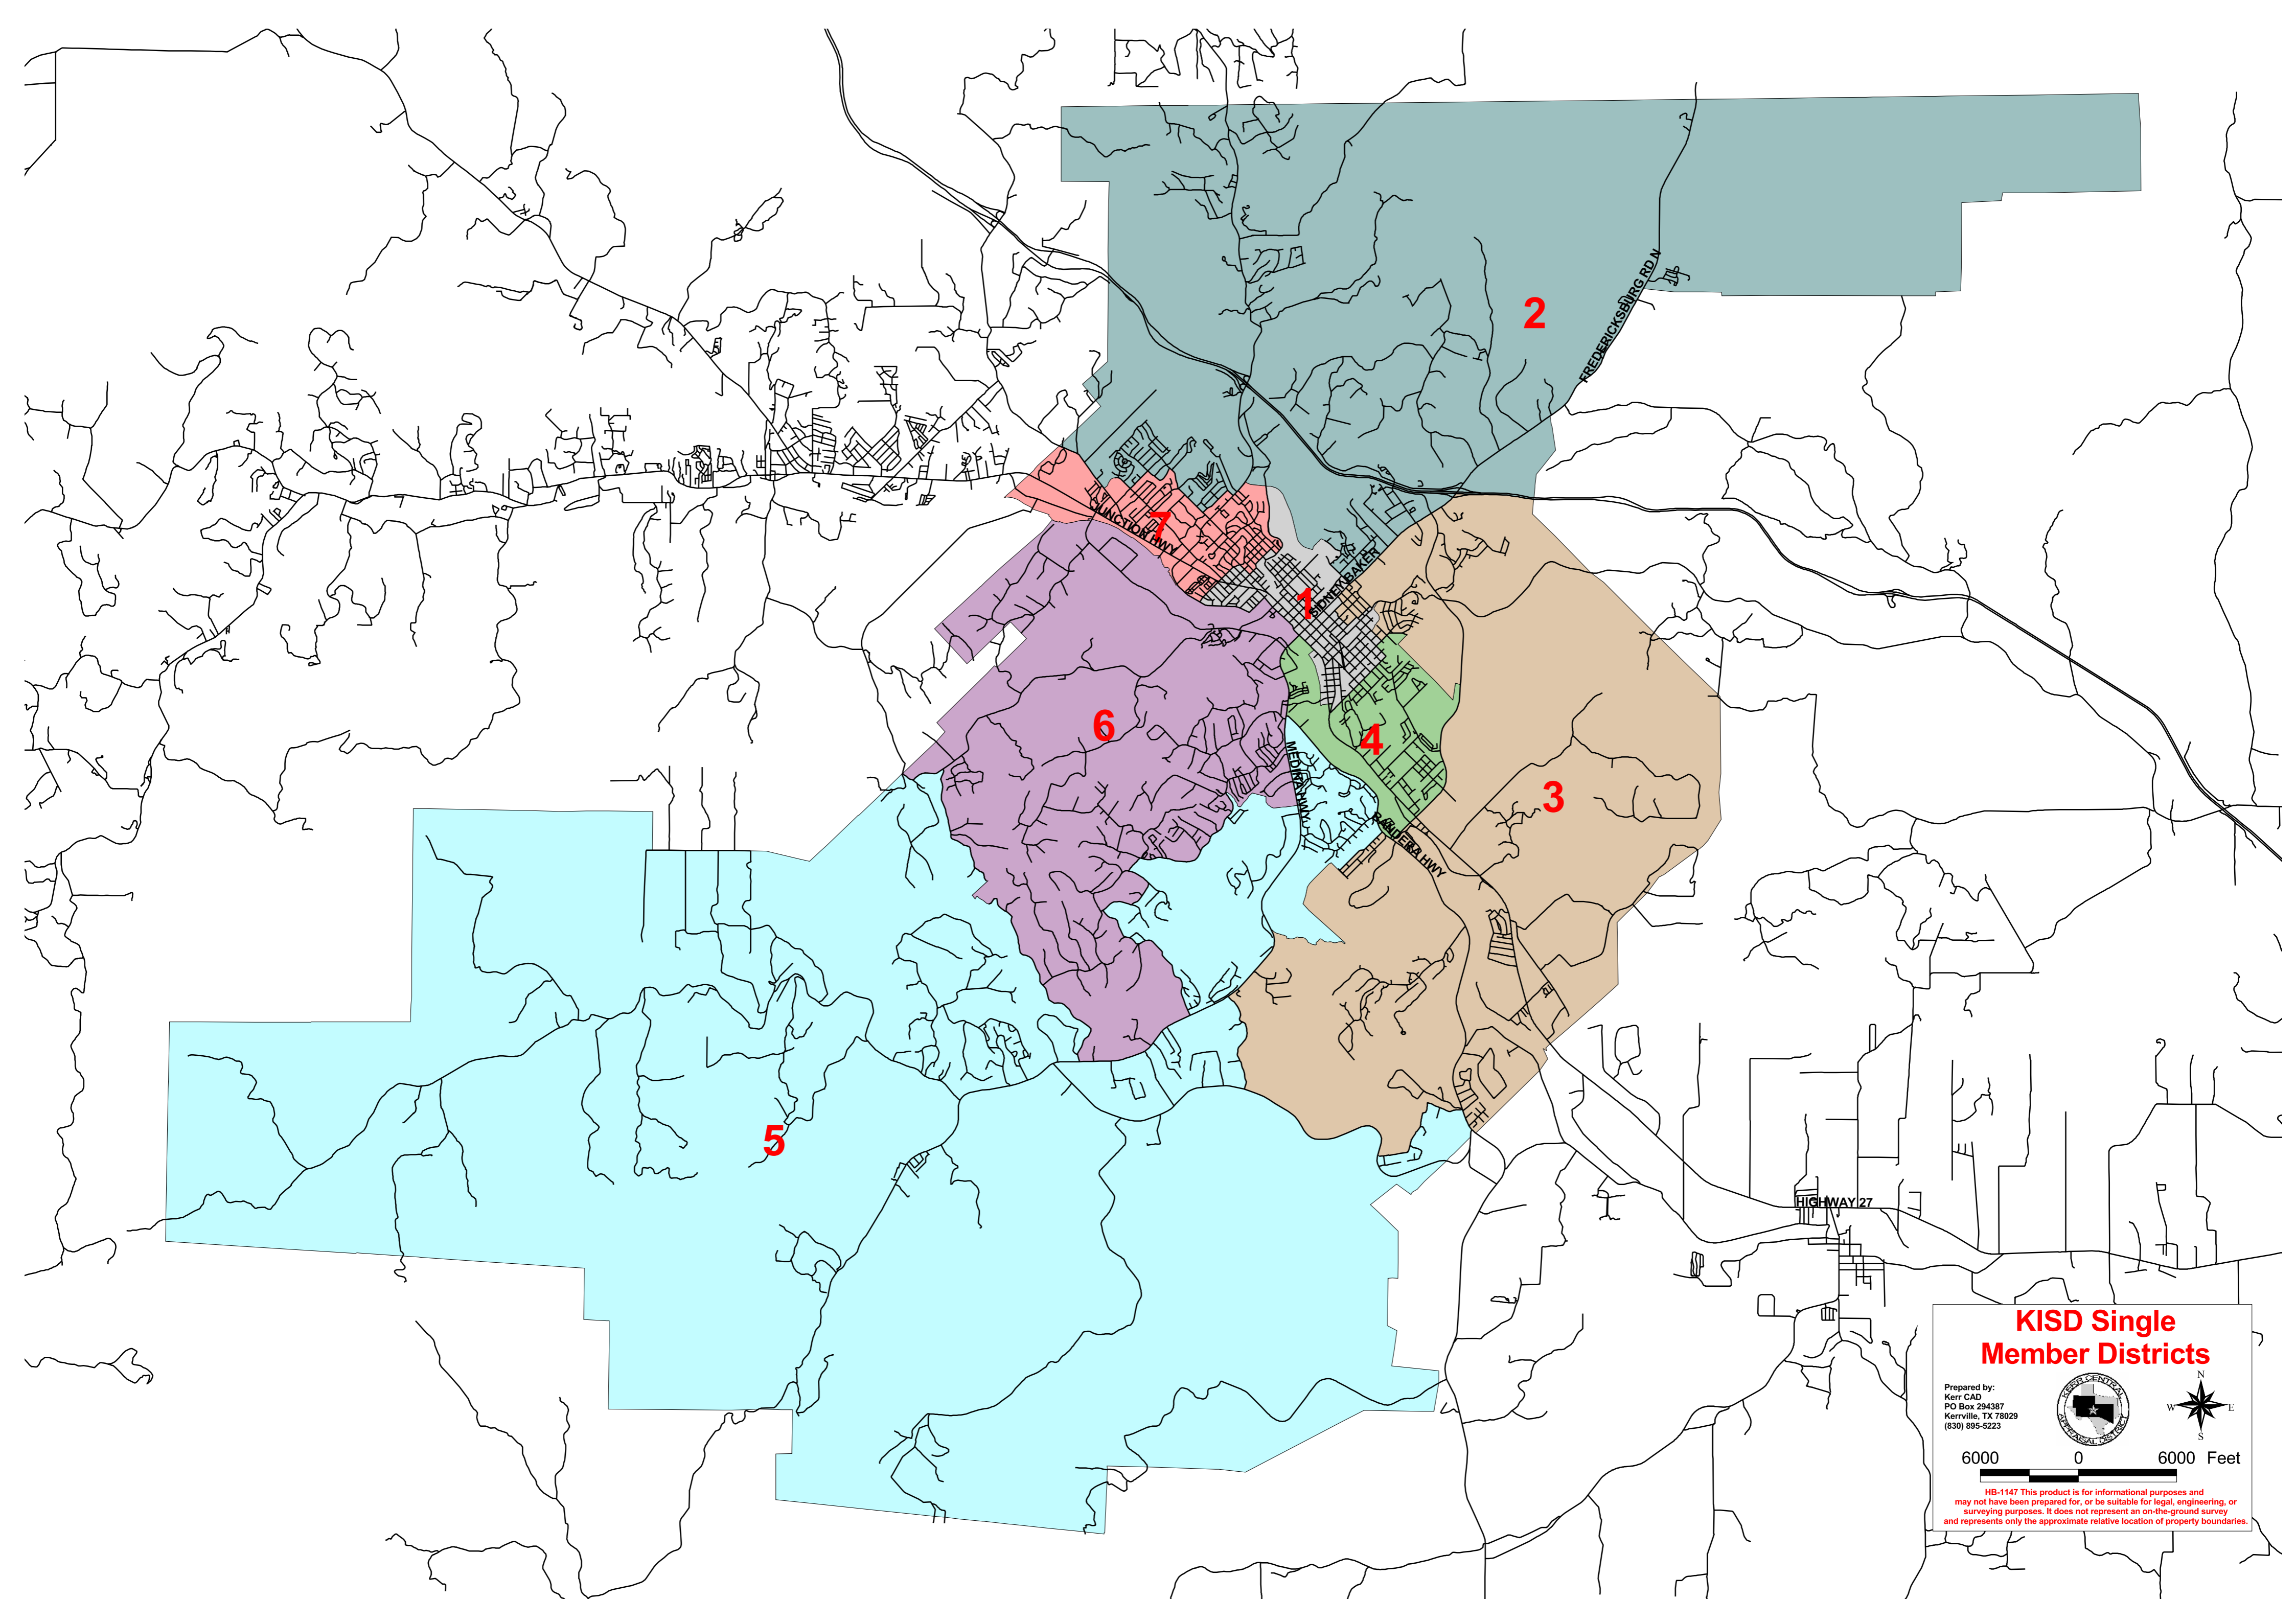 2
FREDERICKSBURG RD N
7
JUNCTION HWY
1
SIDNEY BAKER
6
4
MEDINA HWY
3
BANDERA HWY
5
HIGHWAY 27
KISD Single
Member Districts
Prepared by:
Kerr CAD
PO Box 294387
Kerrville, TX 78029
(830) 895-5223
KERR CENTRAL
APPRAISAL DISTRICT
N
W
E
S
6000 0 6000 Feet
HB-1147 This product is for informational purposes and
may not have been prepared for, or be suitable for legal, engineering, or
surveying purposes. It does not represent an on-the-ground survey
and represents only the approximate relative location of property boundaries.